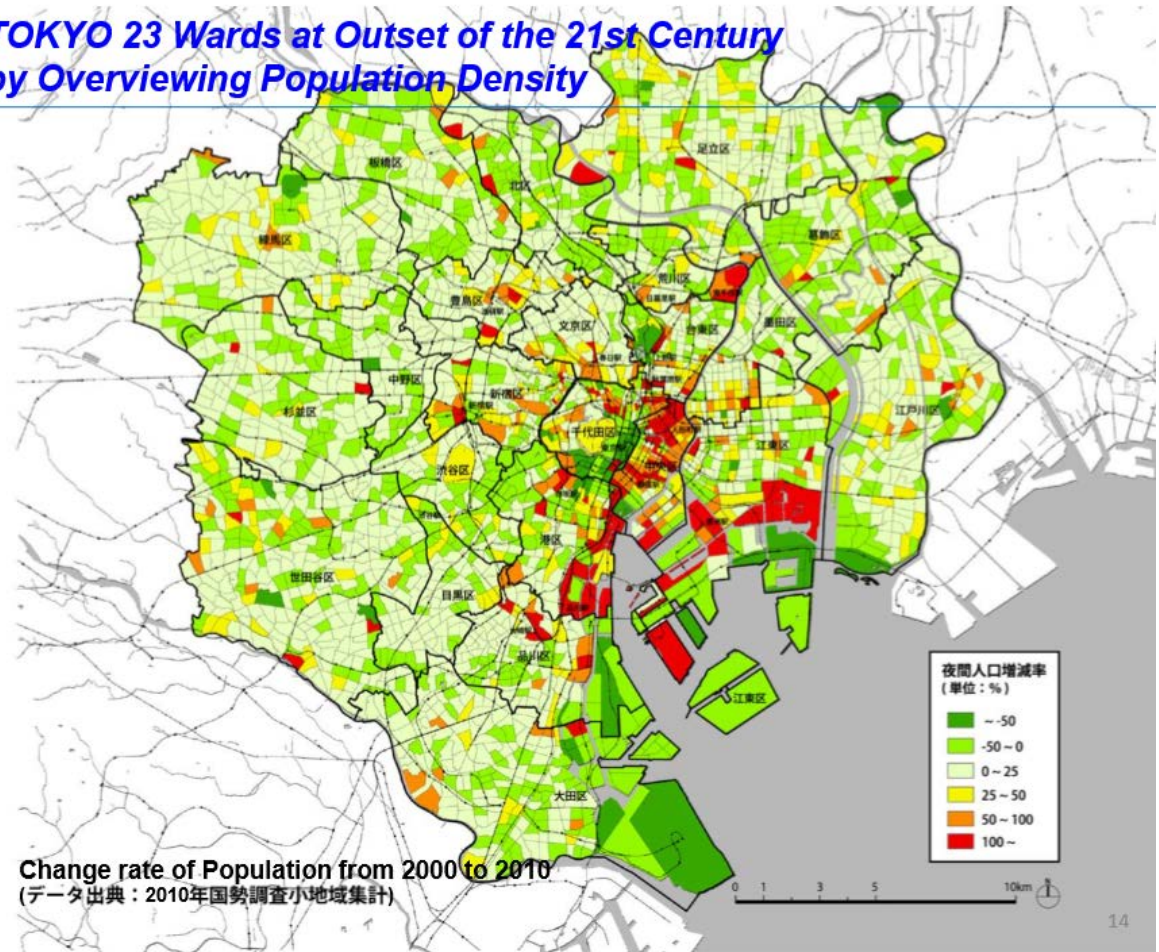 TOKYO 23 Wards at Outset of the 21st Century
by Overviewing Population Density
足立区
板橋区
北区
練馬区
葛飾区
荒川区
豊島区
文京区
台東区
墨田区
中野区
新宿区
杉並区
江戸川区
千代田区
江東区
渋谷区
港区
世田谷区
目黒区
品川区
江東区
大田区
夜間人口増減率
(単位：%)
～-50
-50～0
0～25
25～50
50～100
100～
Change rate of Population from 2000 to 2010
(データ出典：2010年国勢調査小地域集計)
0 1 3 5 10km
N
14